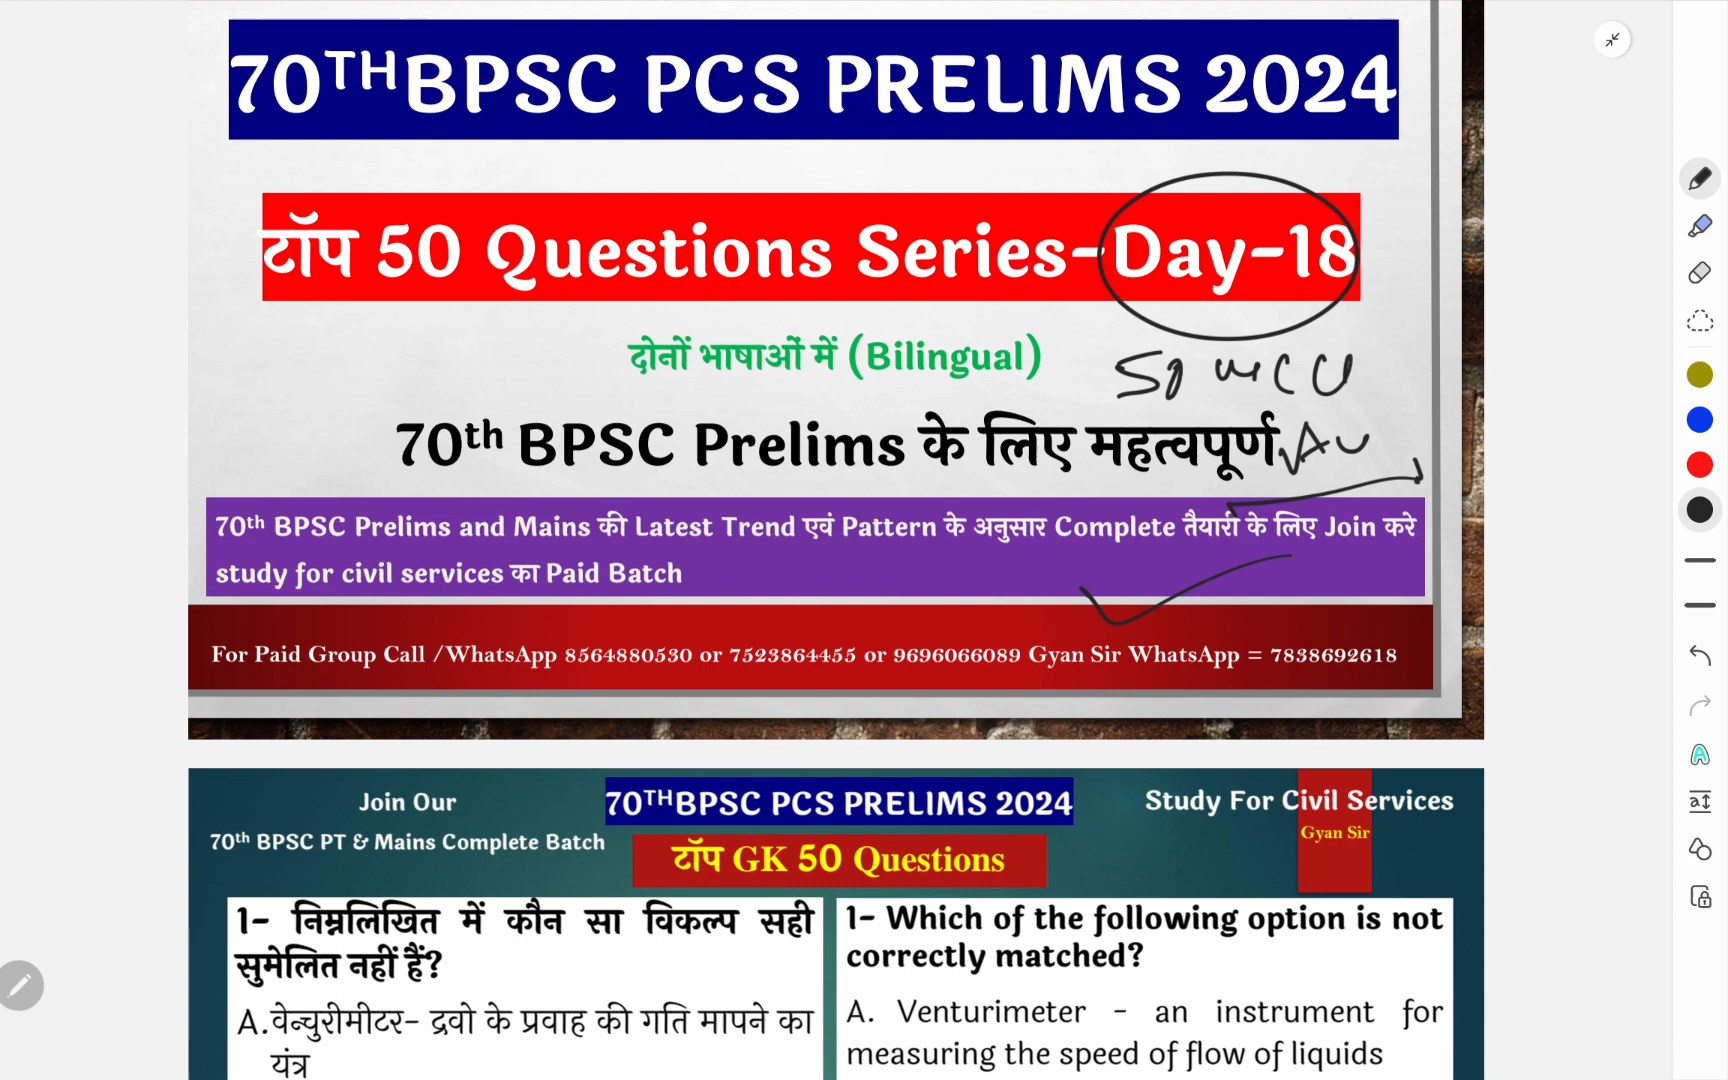 70THBPSC PCS PRELIMS 2024
टॉप 50 Questions Series-Day-18
दोनों भाषाओं में (Bilingual)
70th BPSC Prelims के लिए महत्वपूर्ण
70th BPSC Prelims and Mains की Latest Trend एवं Pattern के अनुसार Complete तैयारी के लिए Join करे
study for civil services का Paid Batch
For Paid Group Call /WhatsApp 8564880530 or 7523864455 or 9696066089 Gyan Sir WhatsApp = 7838692618
Join Our
70th BPSC PT & Mains Complete Batch
70THBPSC PCS PRELIMS 2024
टॉप GK 50 Questions
Study For Civil Services
Gyan Sir
1- निम्नलिखित में कौन सा विकल्प सही
सुमेलित नहीं हैं?
A.वेन्चुरीमीटर- द्रवो के प्रवाह की गति मापने का
यंत्र
1- Which of the following option is not
correctly matched?
A. Venturimeter - an instrument for
measuring the speed of flow of liquids